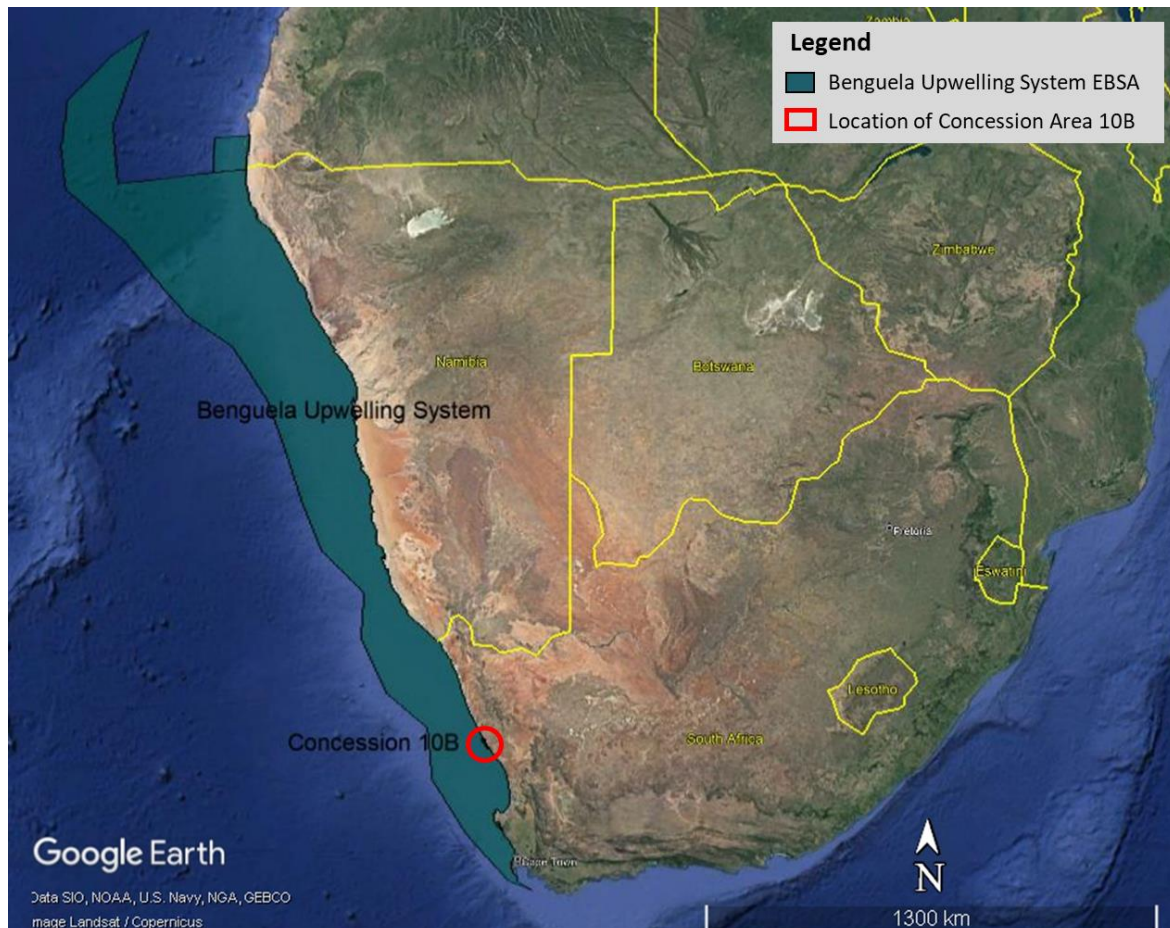 Zambia
Legend
Benguela Upwelling System EBSA
Location of Concession Area 10B
Zimbabwe
Namibia
Botswana
Benguela Upwelling System
Pretoria
Eswatini
Lesotho
South Africa
Concession 10B
Cape Town
Google Earth
Data SIO, NOAA, U.S. Navy, NGA, GEBCO
Image Landsat / Copernicus
N
1300 km